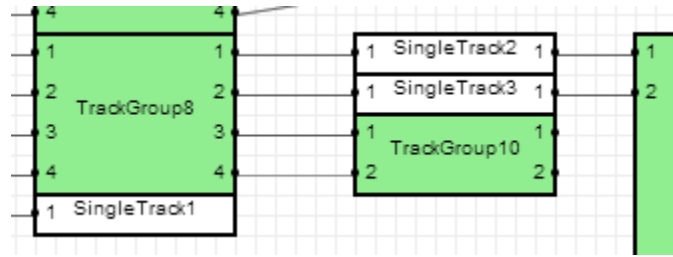 4 4
1 1
2 2
TrackGroup8
3 3
4 4
1 SingleTrack1
1 SingleTrack2 1
1 SingleTrack3 1
1 1
TrackGroup10
2 2
1
2